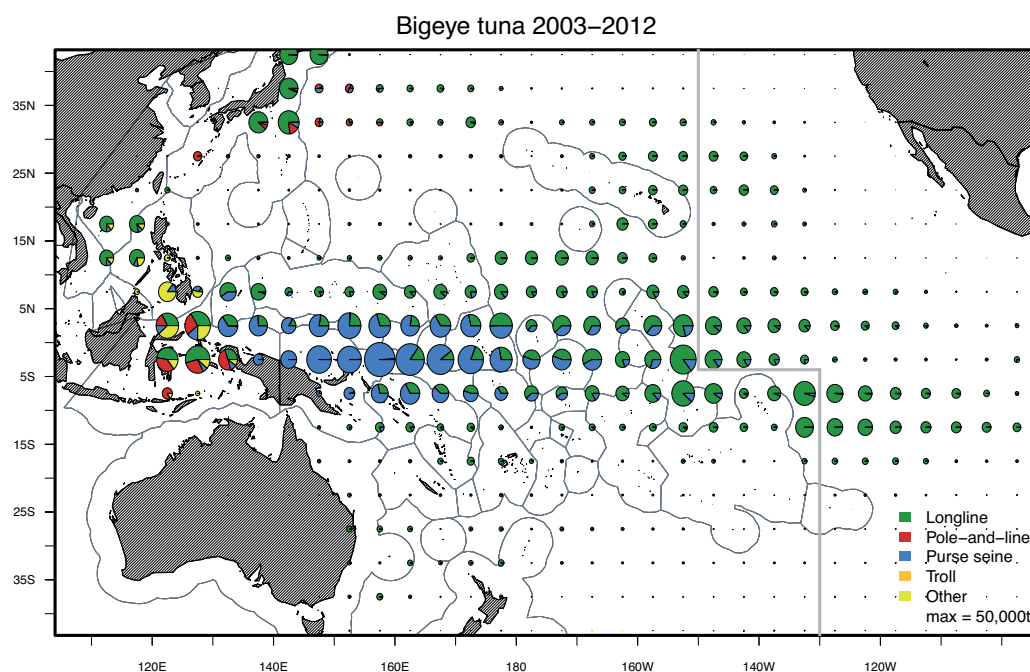 Bigeye tuna 2003−2012
35N
25N
15N
5N
5S
15S
25S
35S
Longline
Pole−and−line
Purse seine
Troll
Other
max = 50,000t
120E 140E 160E 180 160W 140W 120W